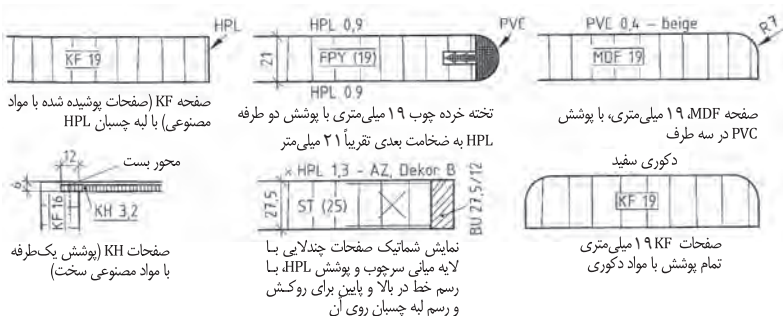 HPL
KF 19
صفحه KF (صفحات پوشیده شده با مواد
مصنوعی) با لبه چسبان HPL
HPL 0,9
PVC
21
FPY (19)
HPL 0.9
تخته خرده چوب ۱۹ میلی‌متری با پوشش دو طرفه
HPL به ضخامت بعدی تقریباً ۲۱ میلی‌متر
PVC 0,4 – beige
R7
MDF 19
صفحه MDF، ۱۹ میلی‌متری، با پوشش
PVC در سه طرف
12
محور بست
6
KF 16
KH 3,2
صفحات KH (پوشش یک‌طرفه
با مواد مصنوعی سخت)
× HPL 1,3 – AZ, Dekor B
27,5
ST (25)
BU 27,5/12
نمایش شماتیک صفحات چندلایی با
لایه میانی سرچوب و پوشش HPL، با
رسم خط در بالا و پایین برای روکش
و رسم لبه چسبان روی آن
دکوری سفید
KF 19
صفحات KF ۱۹ میلی‌متری
تمام پوشش با مواد دکوری